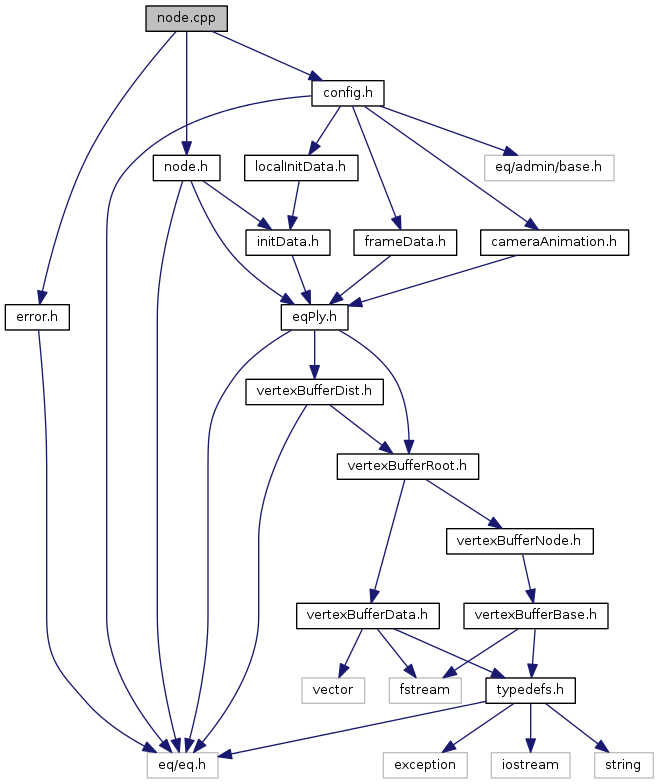 node.cpp
config.h
node.h
localInitData.h
eq/admin/base.h
initData.h
frameData.h
cameraAnimation.h
error.h
eqPly.h
vertexBufferDist.h
vertexBufferRoot.h
vertexBufferNode.h
vertexBufferData.h
vertexBufferBase.h
vector
fstream
typedefs.h
eq/eq.h
exception
iostream
string